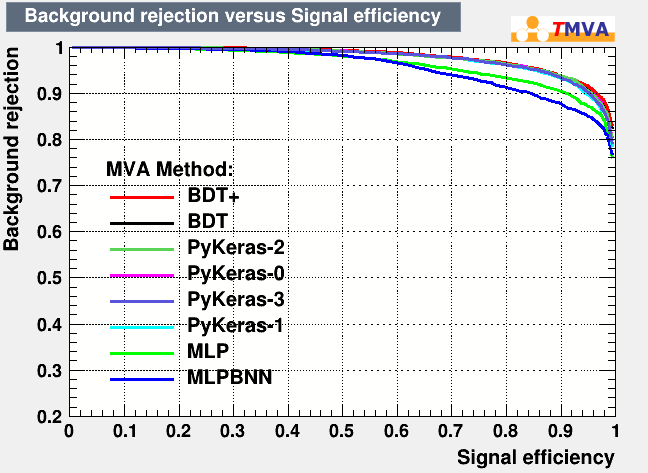 Background rejection versus Signal efficiency
TMVA
Background rejection
1
0.9
0.8
0.7
0.6
0.5
0.4
0.3
0.2
MVA Method:
BDT+
BDT
PyKeras-2
PyKeras-0
PyKeras-3
PyKeras-1
MLP
MLPBNN
0 0.1 0.2 0.3 0.4 0.5 0.6 0.7 0.8 0.9 1
Signal efficiency